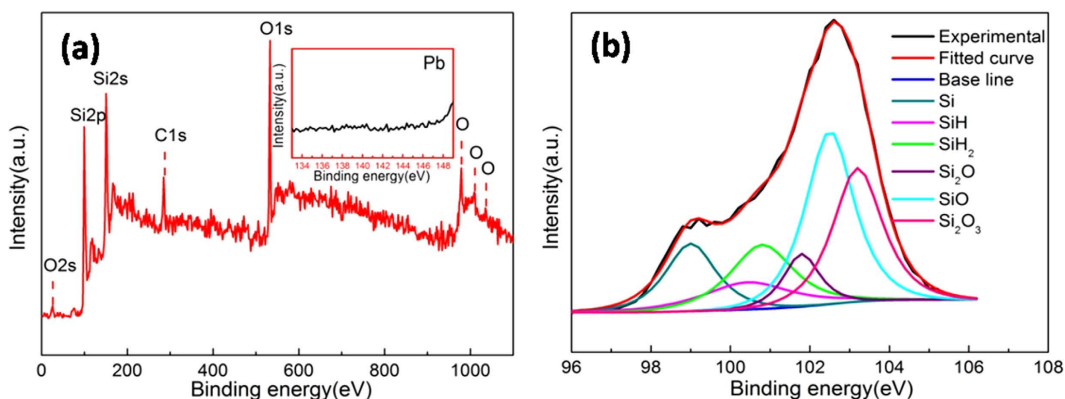 (a)
Intensity(a.u.)
O2s
Si2p
Si2s
C1s
O1s
O
O
O
0 200 400 600 800 1000
Binding energy(eV)
Pb
Intensity(a.u.)
134 136 138 140 142 144 146 148
Binding energy(eV)
(b)
Intensity(a.u.)
Experimental
Fitted curve
Base line
Si
SiH
SiH₂
Si₂O
SiO
Si₂O₃
96 98 100 102 104 106 108
Binding energy(eV)